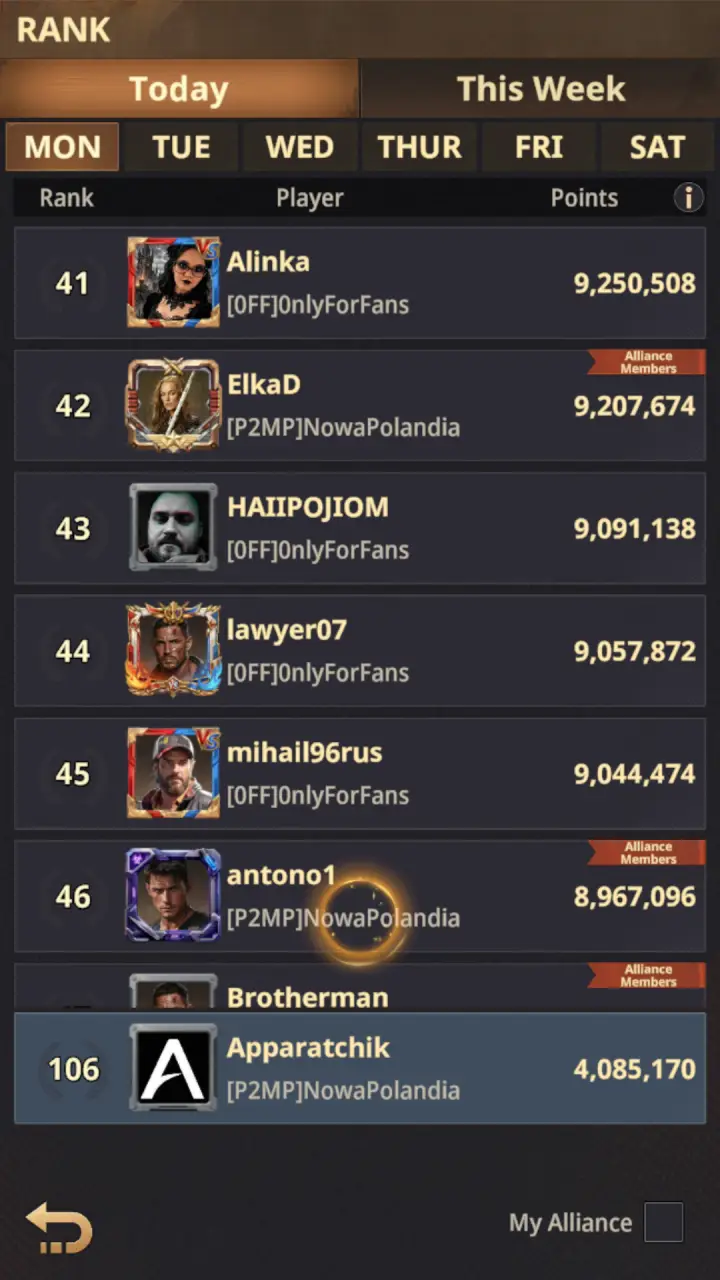 RANK
Today
This Week
MON TUE WED THUR FRI SAT
Rank Player Points i
41 Alinka 9,250,508
[0FF]0nlyForFans
Alliance Members
42 ElkaD 9,207,674
[P2MP]NowaPolandia
43 HAIIPOJIOM 9,091,138
[0FF]0nlyForFans
44 lawyer07 9,057,872
[0FF]0nlyForFans
45 mihail96rus 9,044,474
[0FF]0nlyForFans
Alliance Members
46 antono1 8,967,096
[P2MP]NowaPolandia
Alliance Members
Brotherman
106 Apparatchik 4,085,170
[P2MP]NowaPolandia
My Alliance